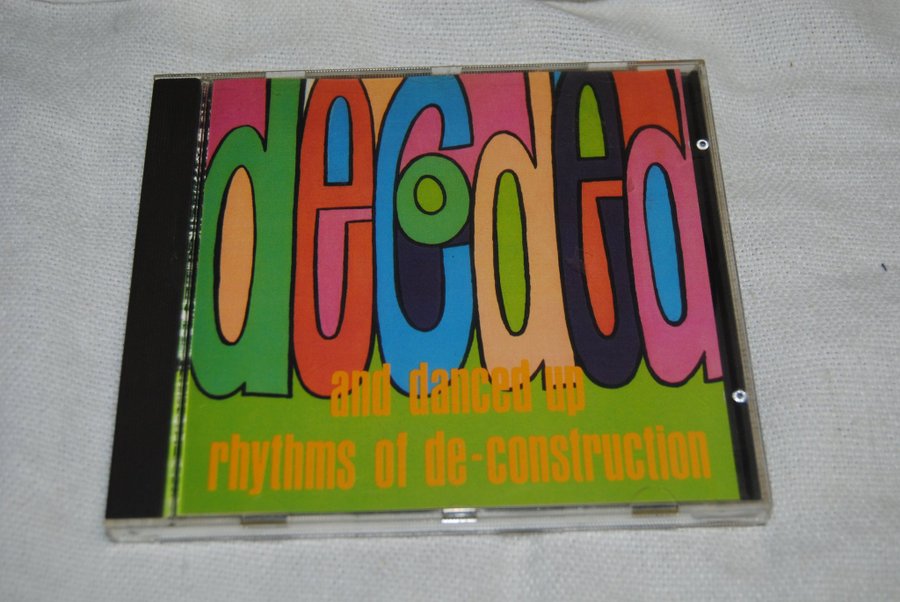 decoded
and danced up
rhythms of de-construction